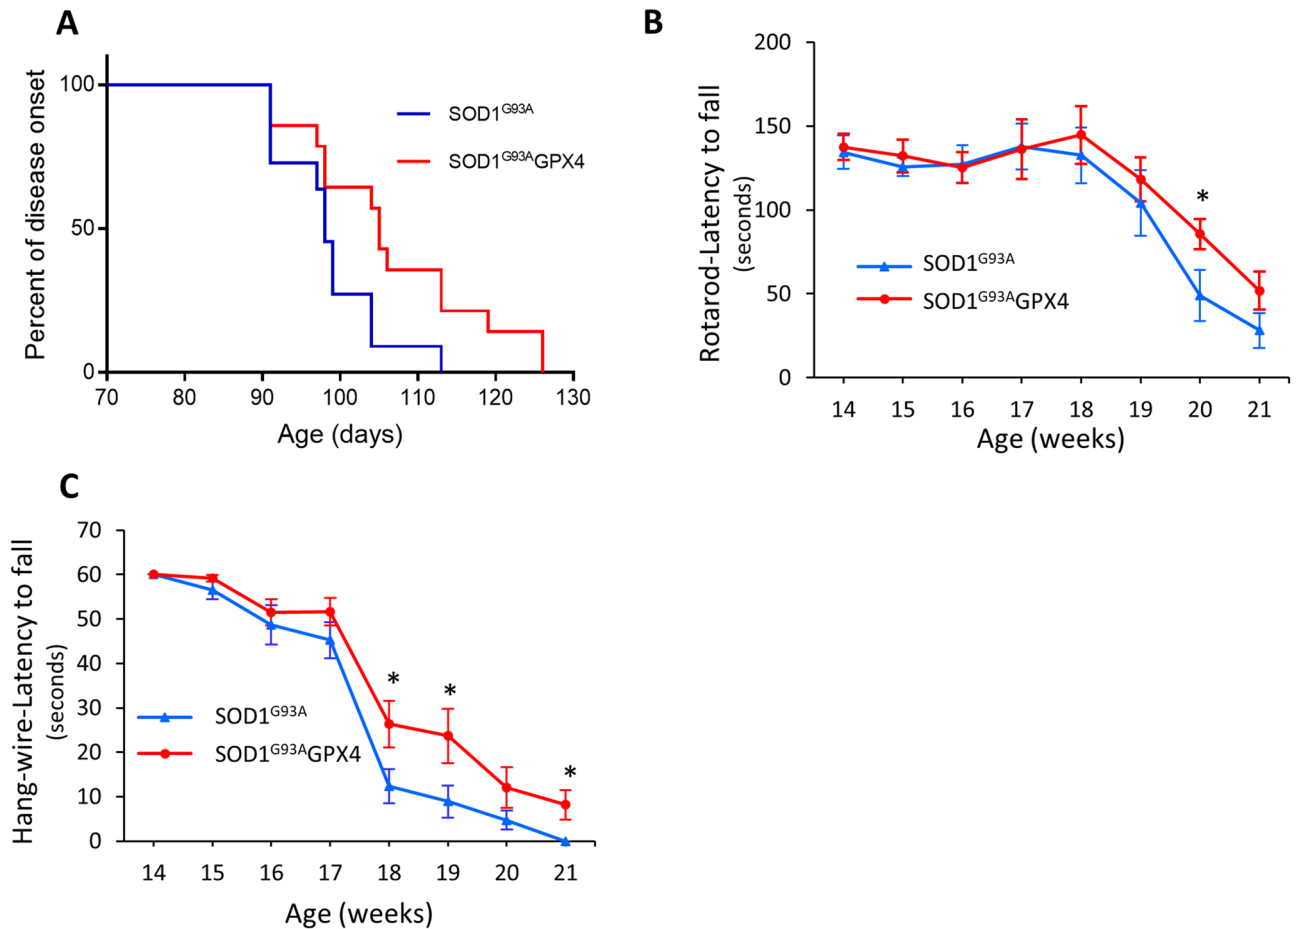 A
Percent of disease onset
100
50
0
70 80 90 100 110 120 130
Age (days)
SOD1G93A
SOD1G93AGPX4
B
Rotarod-Latency to fall
(seconds)
200
150
100
50
0
*
SOD1G93A
SOD1G93AGPX4
14 15 16 17 18 19 20 21
Age (weeks)
C
Hang-wire-Latency to fall
(seconds)
70
60
50
40
30
20
10
0
* * *
SOD1G93A
SOD1G93AGPX4
14 15 16 17 18 19 20 21
Age (weeks)